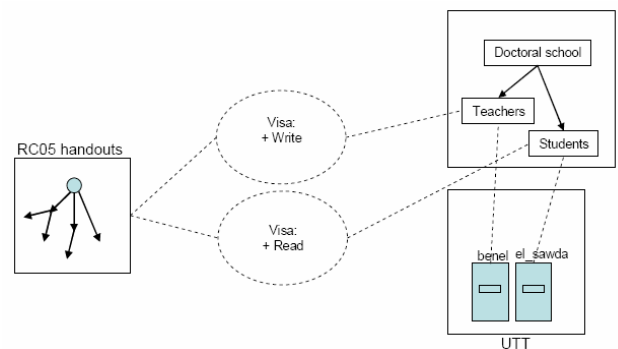 Doctoral school
Visa:
+ Write
Teachers
Students
RC05 handouts
Visa:
+ Read
benel
el_sawda
UTT